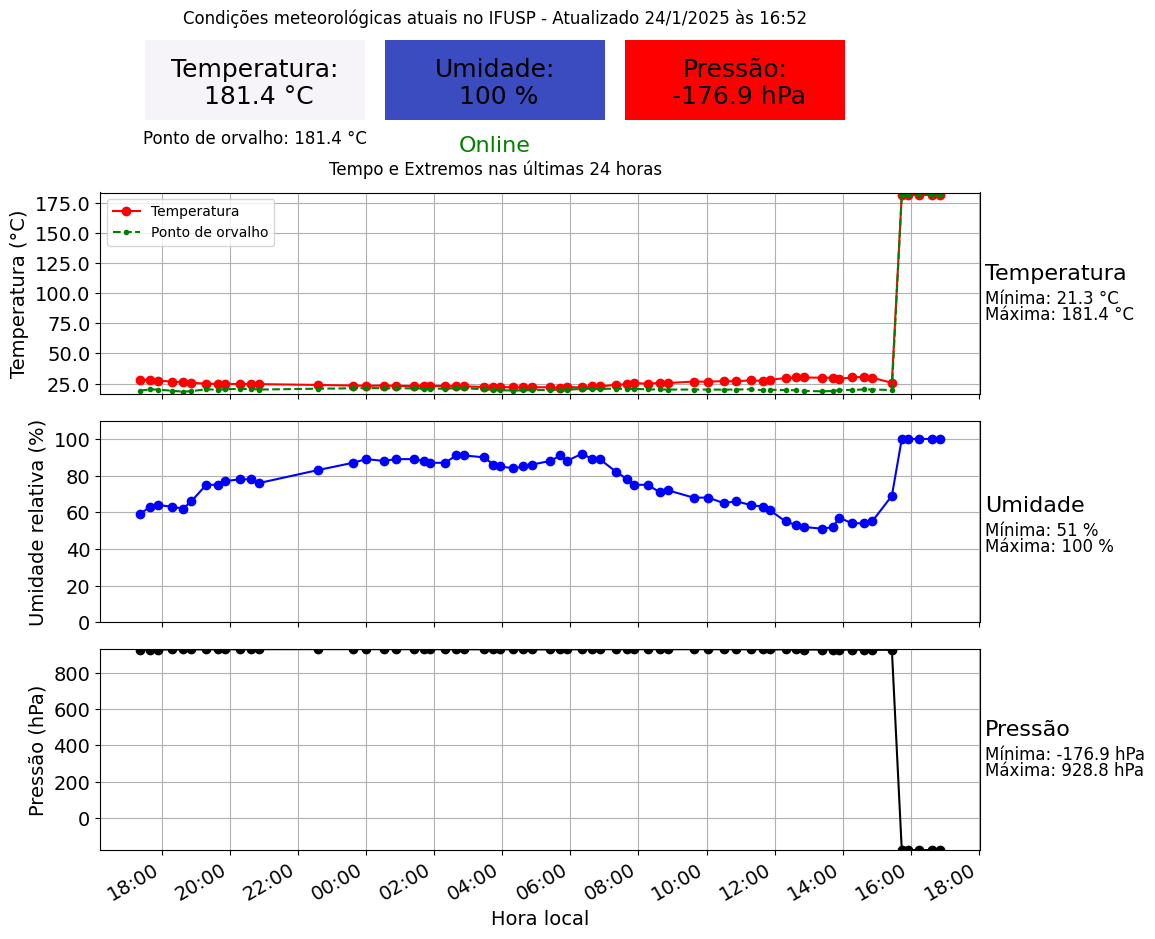 Condições meteorológicas atuais no IFUSP - Atualizado 24/1/2025 às 16:52
Temperatura:
181.4 °C
Umidade:
100 %
Pressão:
-176.9 hPa
Ponto de orvalho: 181.4 °C
Online
Tempo e Extremos nas últimas 24 horas
Temperatura (°C)
175.0
150.0
125.0
100.0
75.0
50.0
25.0
Temperatura
Ponto de orvalho
Temperatura
Mínima: 21.3 °C
Máxima: 181.4 °C
Umidade relativa (%)
100
80
60
40
20
0
Umidade
Mínima: 51 %
Máxima: 100 %
Pressão (hPa)
800
600
400
200
0
Pressão
Mínima: -176.9 hPa
Máxima: 928.8 hPa
18:00
20:00
22:00
00:00
02:00
04:00
06:00
08:00
10:00
12:00
14:00
16:00
18:00
Hora local